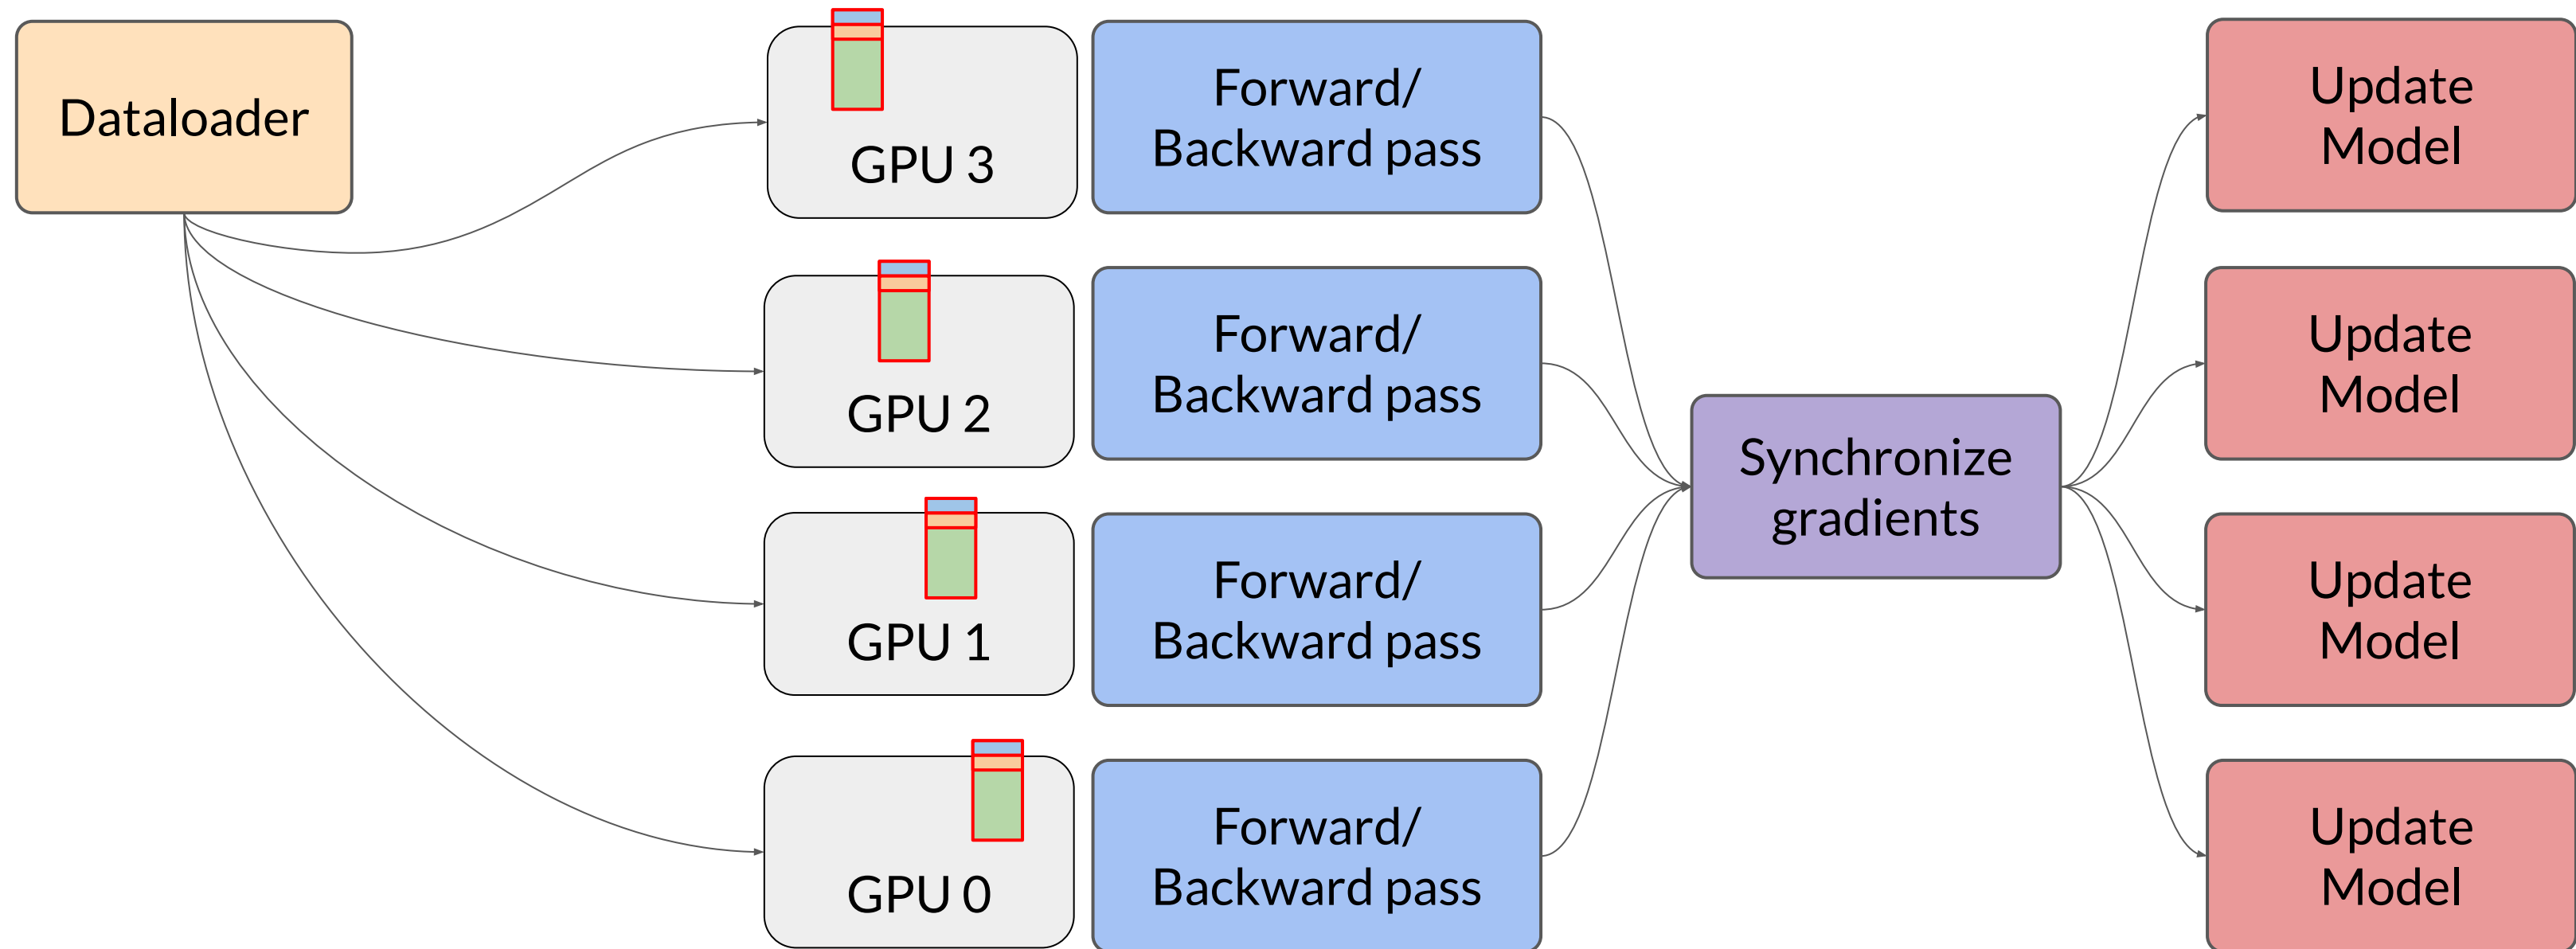 Dataloader
GPU 3
Forward/
Backward pass
Update
Model
GPU 2
Forward/
Backward pass
Update
Model
Synchronize
gradients
GPU 1
Forward/
Backward pass
Update
Model
GPU 0
Forward/
Backward pass
Update
Model